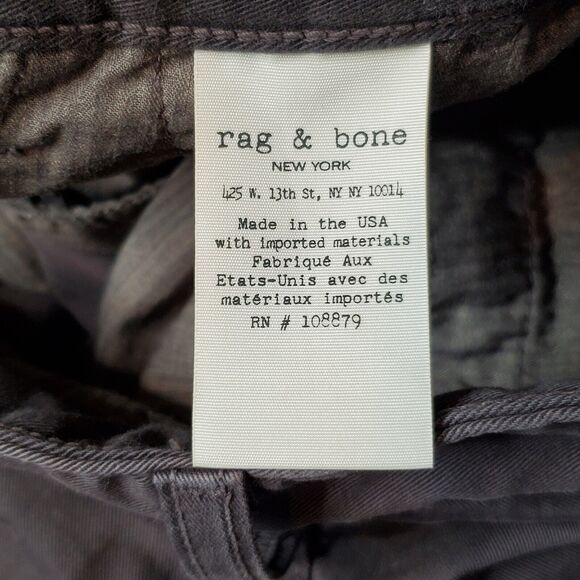 rag & bone
NEW YORK
425 W. 13th St, NY NY 10014
Made in the USA
with imported materials
Fabriqué Aux
Etats-Unis avec des
matériaux importés
RN # 108879